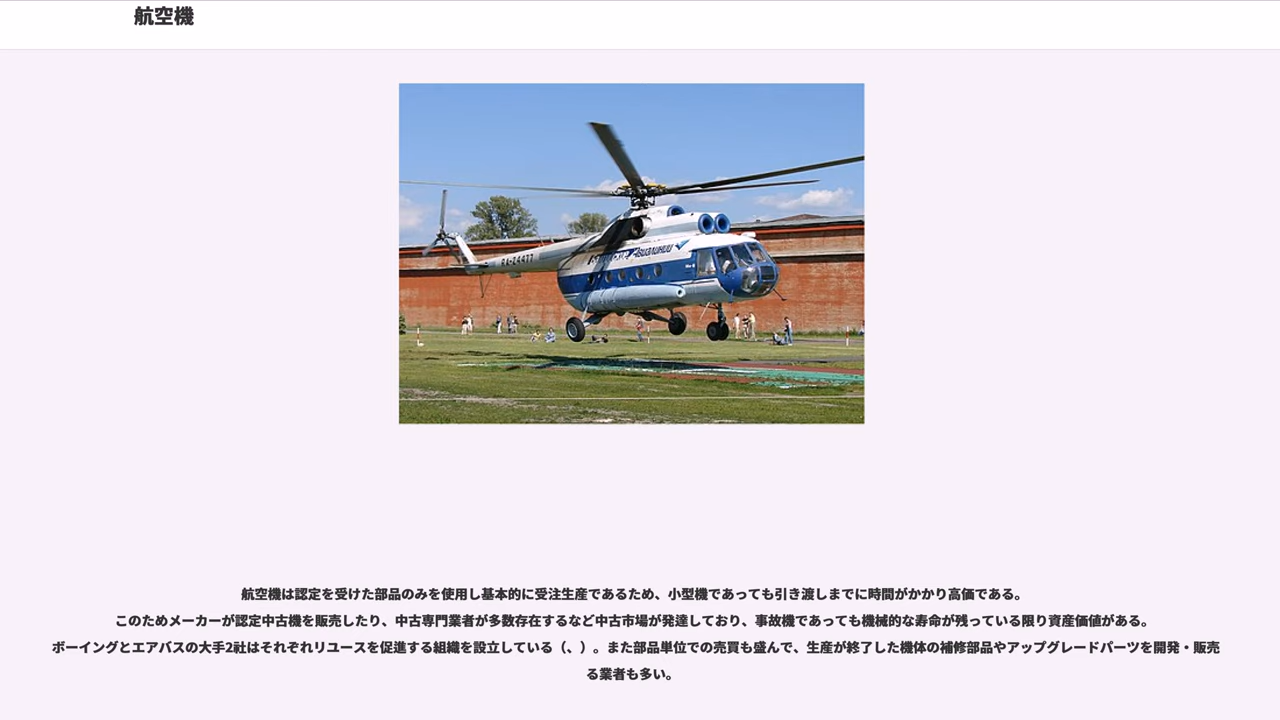 航空機
RA-24477
航空機は認定を受けた部品のみを使用し基本的に受注生産であるため、小型機であっても引き渡しまでに時間がかかり高価である。
このためメーカーが認定中古機を販売したり、中古専門業者が多数存在するなど中古市場が発達しており、事故機であっても機械的な寿命が残っている限り資産価値がある。
ボーイングとエアバスの大手2社はそれぞれリユースを促進する組織を設立している（、）。また部品単位での売買も盛んで、生産が終了した機体の補修部品やアップグレードパーツを開発・販売
る業者も多い。